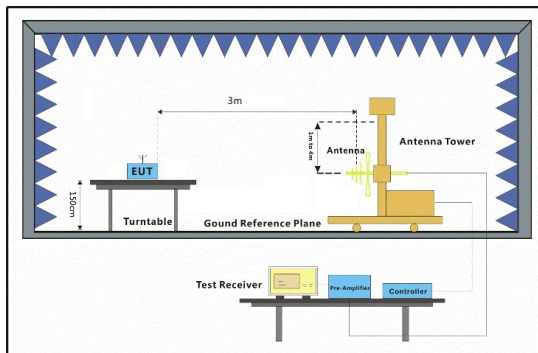 3m
1m to 4m
Antenna
Antenna Tower
EUT
150cm
Turntable
Gound Reference Plane
Test Receiver
Pre-Amplifier
Controller